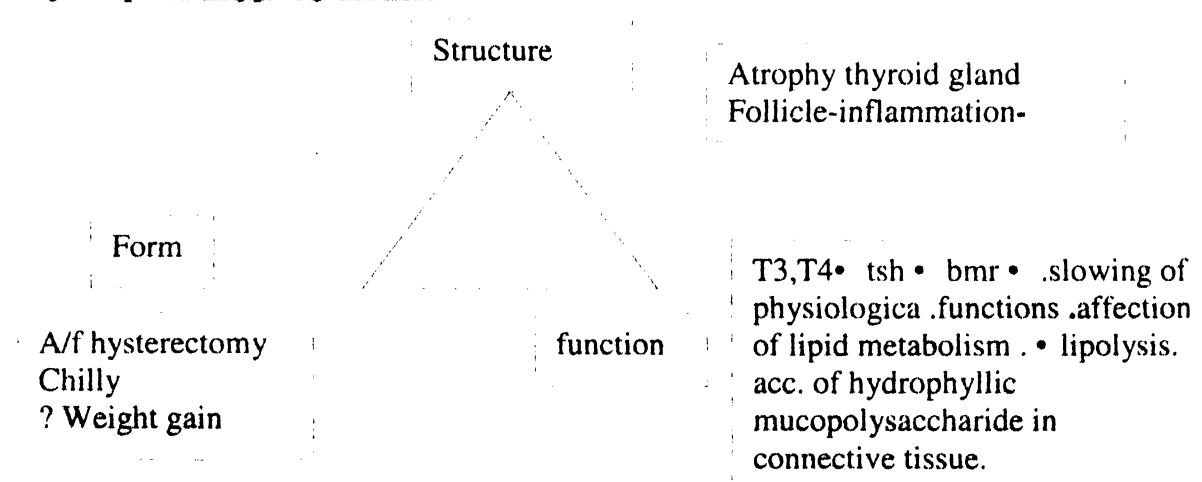 Structure
Atrophy thyroid gland
Follicle-inflammation-
Form
A/f hysterectomy
Chilly
? Weight gain
function
T3,T4• tsh • bmr • .slowing of
physiologica .functions .affection
of lipid metabolism . • lipolysis.
acc. of hydrophyllic
mucopolysaccharide in
connective tissue.